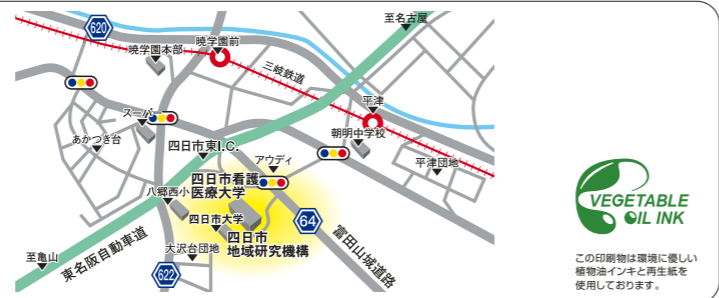 至名古屋
620
暁学園前
暁学園本部
三岐鉄道
平津
スーパー
朝明中学校
あかつき台
四日市東I.C.
アウディ
平津団地
四日市看護
医療大学
八郷西小
四日市大学
64
四日市
地域研究機構
富田山城道路
大沢台団地
至亀山
東名阪自動車道
622
VEGETABLE
OIL INK
この印刷物は環境に優しい
植物油インキと再生紙を
使用しております。